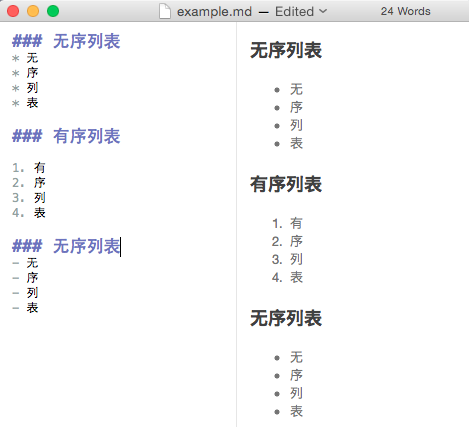 example.md — Edited
24 Words
### 无序列表
* 无
* 序
* 列
* 表
### 有序列表
1. 有
2. 序
3. 列
4. 表
### 无序列表
- 无
- 序
- 列
- 表
无序列表
• 无
• 序
• 列
• 表
有序列表
1. 有
2. 序
3. 列
4. 表
无序列表
• 无
• 序
• 列
• 表